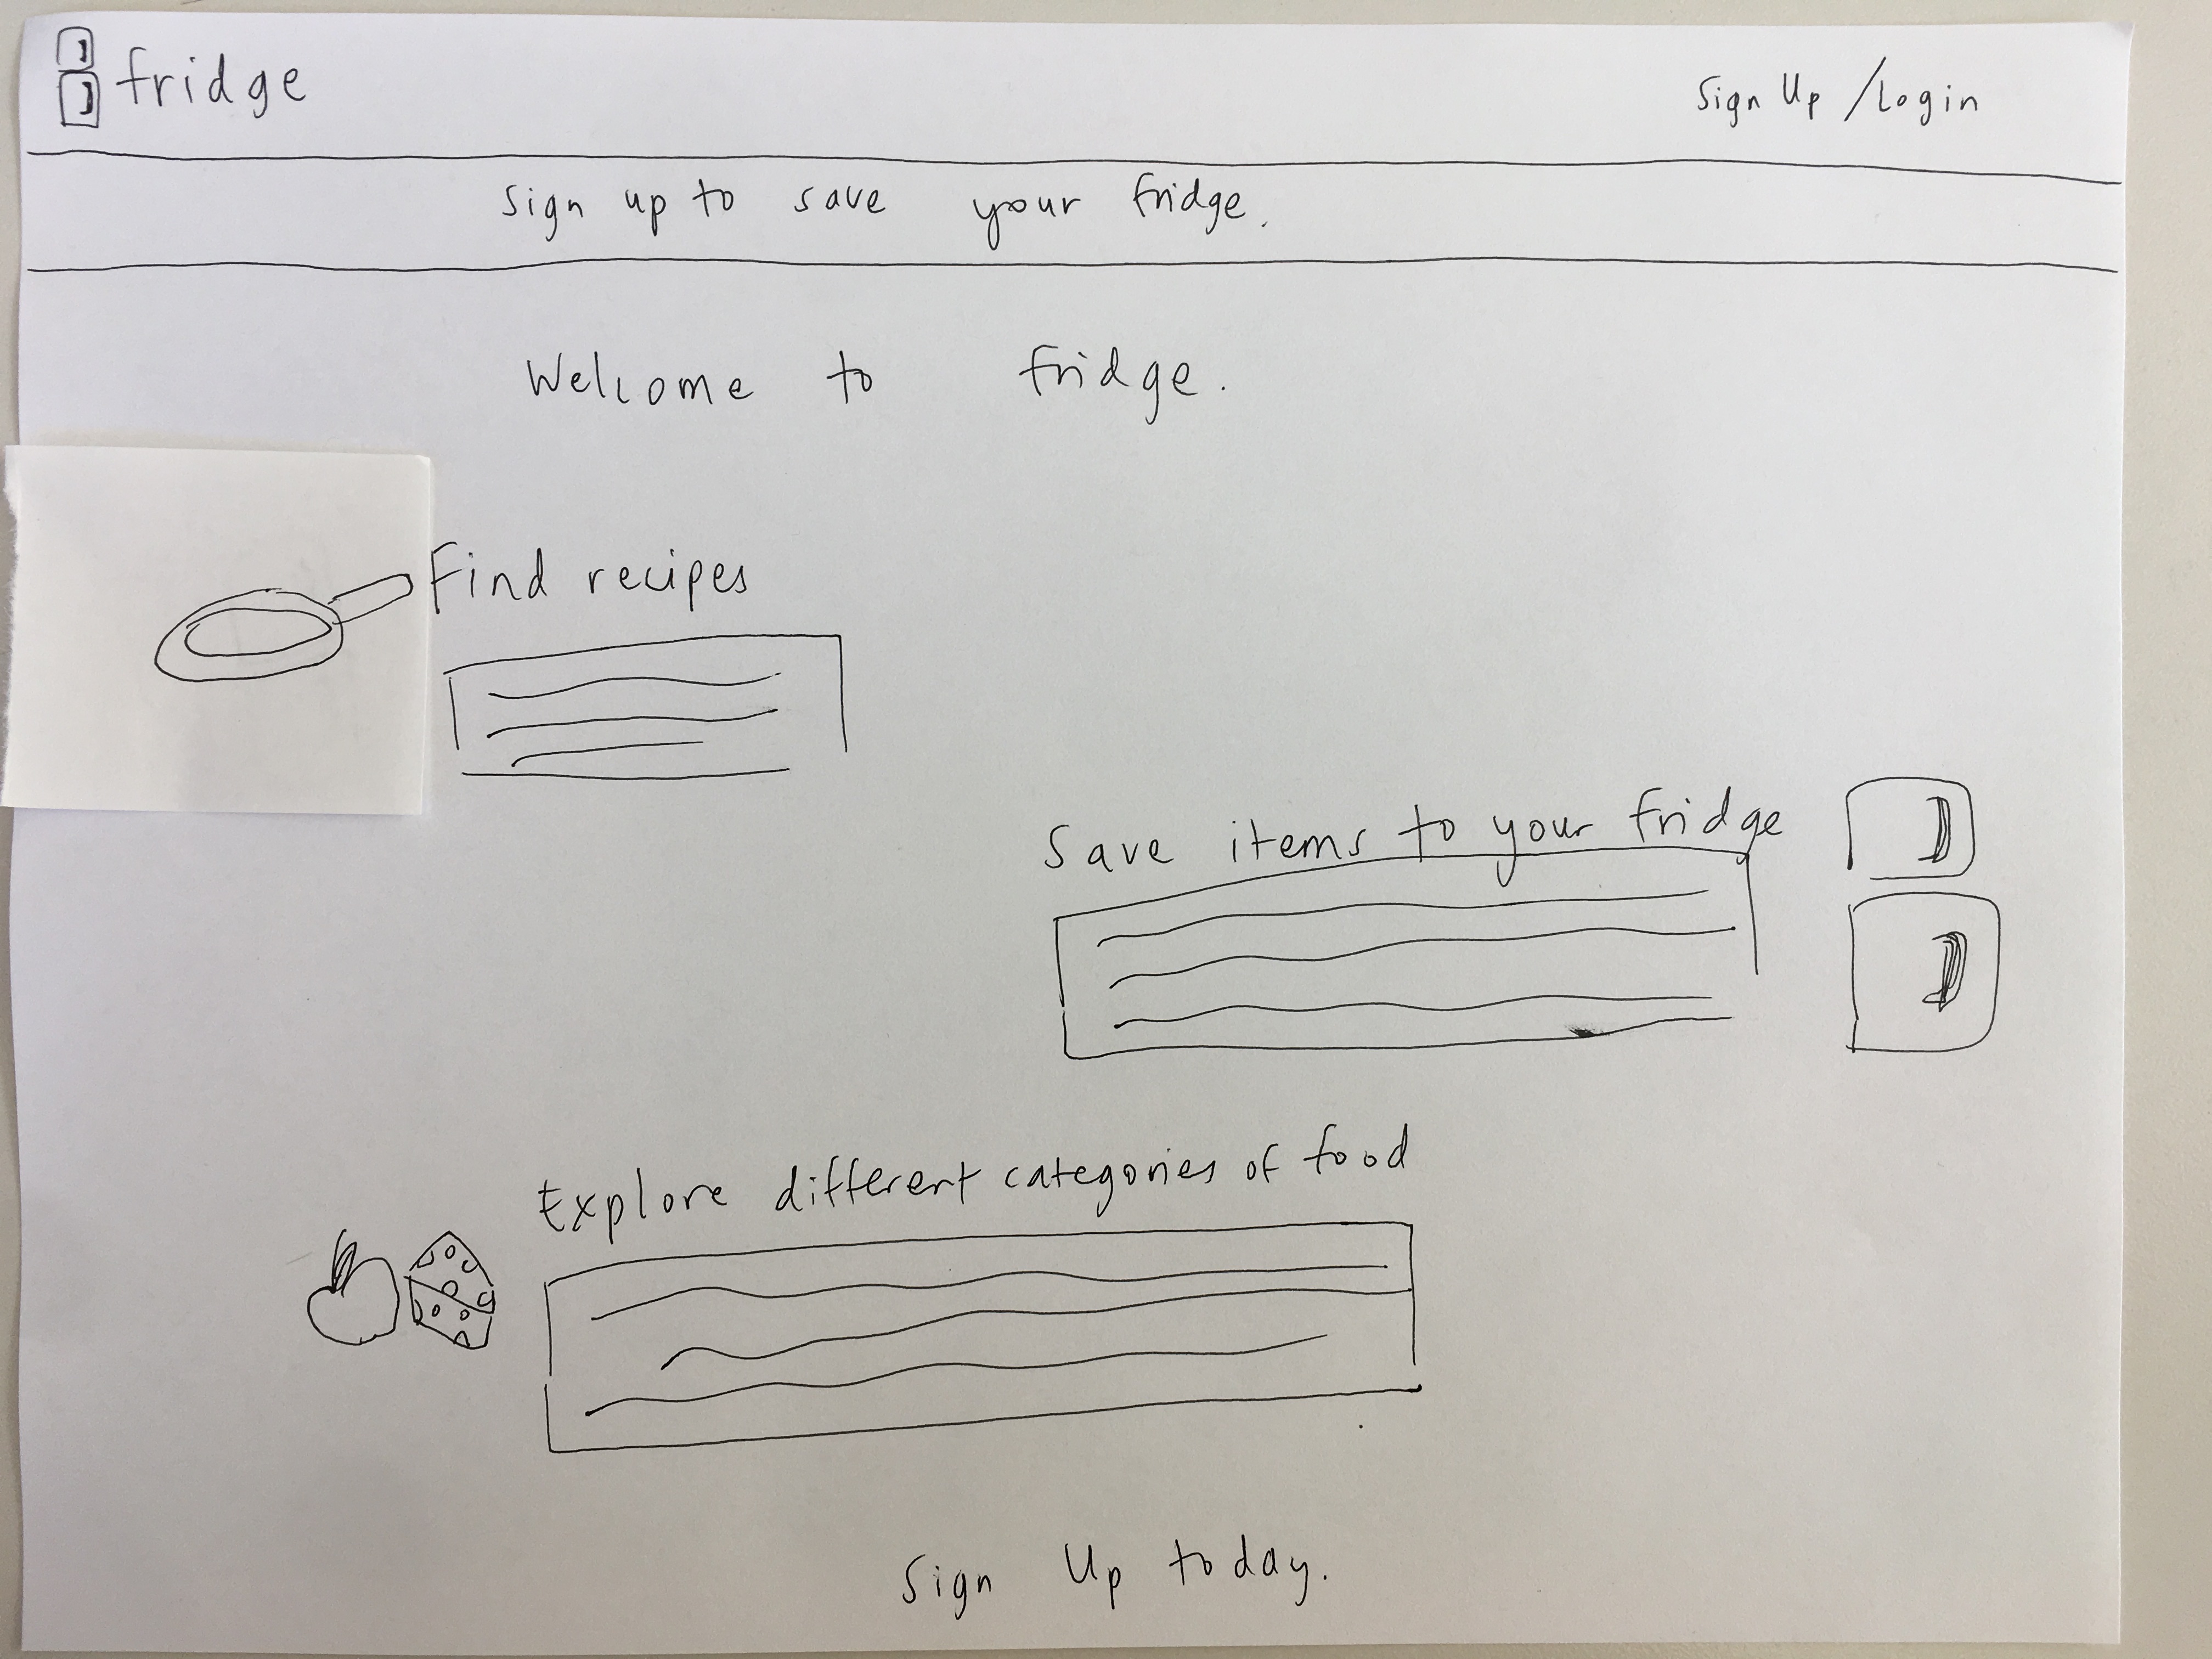 fridge
Sign Up / Login
Sign up to save your fridge.
Welcome to fridge.
Find recipes
Save items to your fridge
Explore different categories of food
Sign Up today.